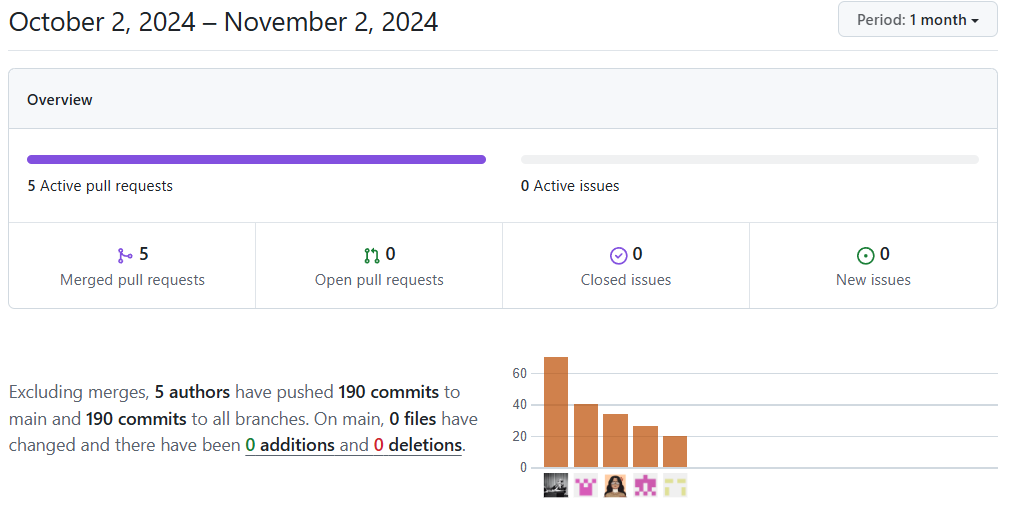 October 2, 2024 – November 2, 2024
Period: 1 month
Overview
5 Active pull requests
0 Active issues
5
Merged pull requests
0
Open pull requests
0
Closed issues
0
New issues
Excluding merges, 5 authors have pushed 190 commits to
main and 190 commits to all branches. On main, 0 files have
changed and there have been 0 additions and 0 deletions.
60
40
20
0